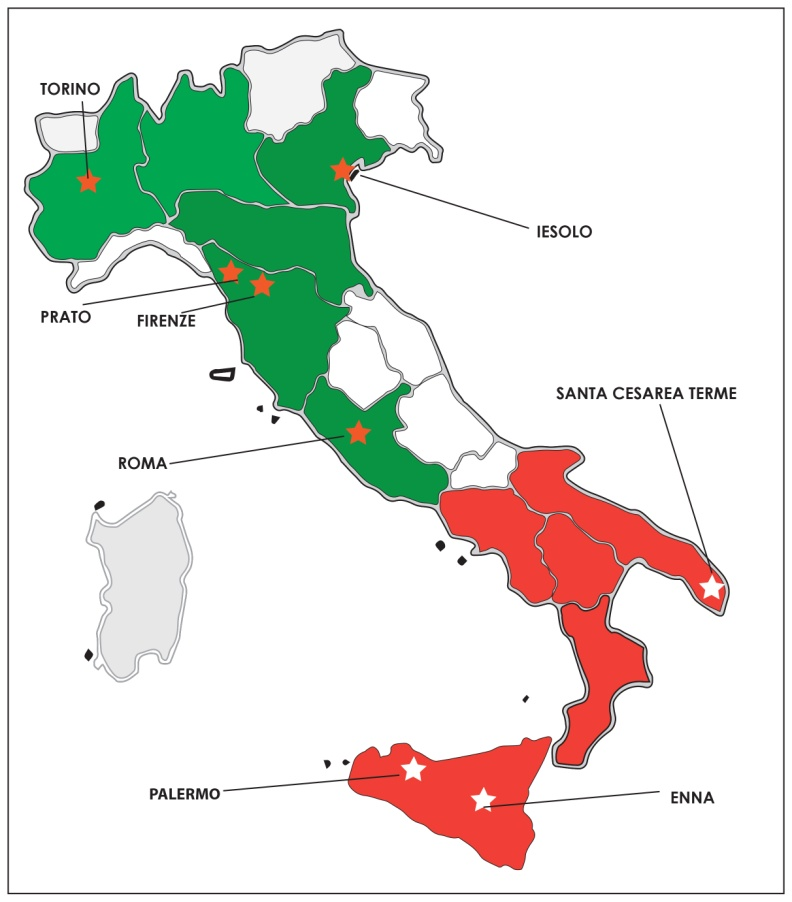 TORINO
IESOLO
PRATO
FIRENZE
SANTA CESAREA TERME
ROMA
PALERMO
ENNA